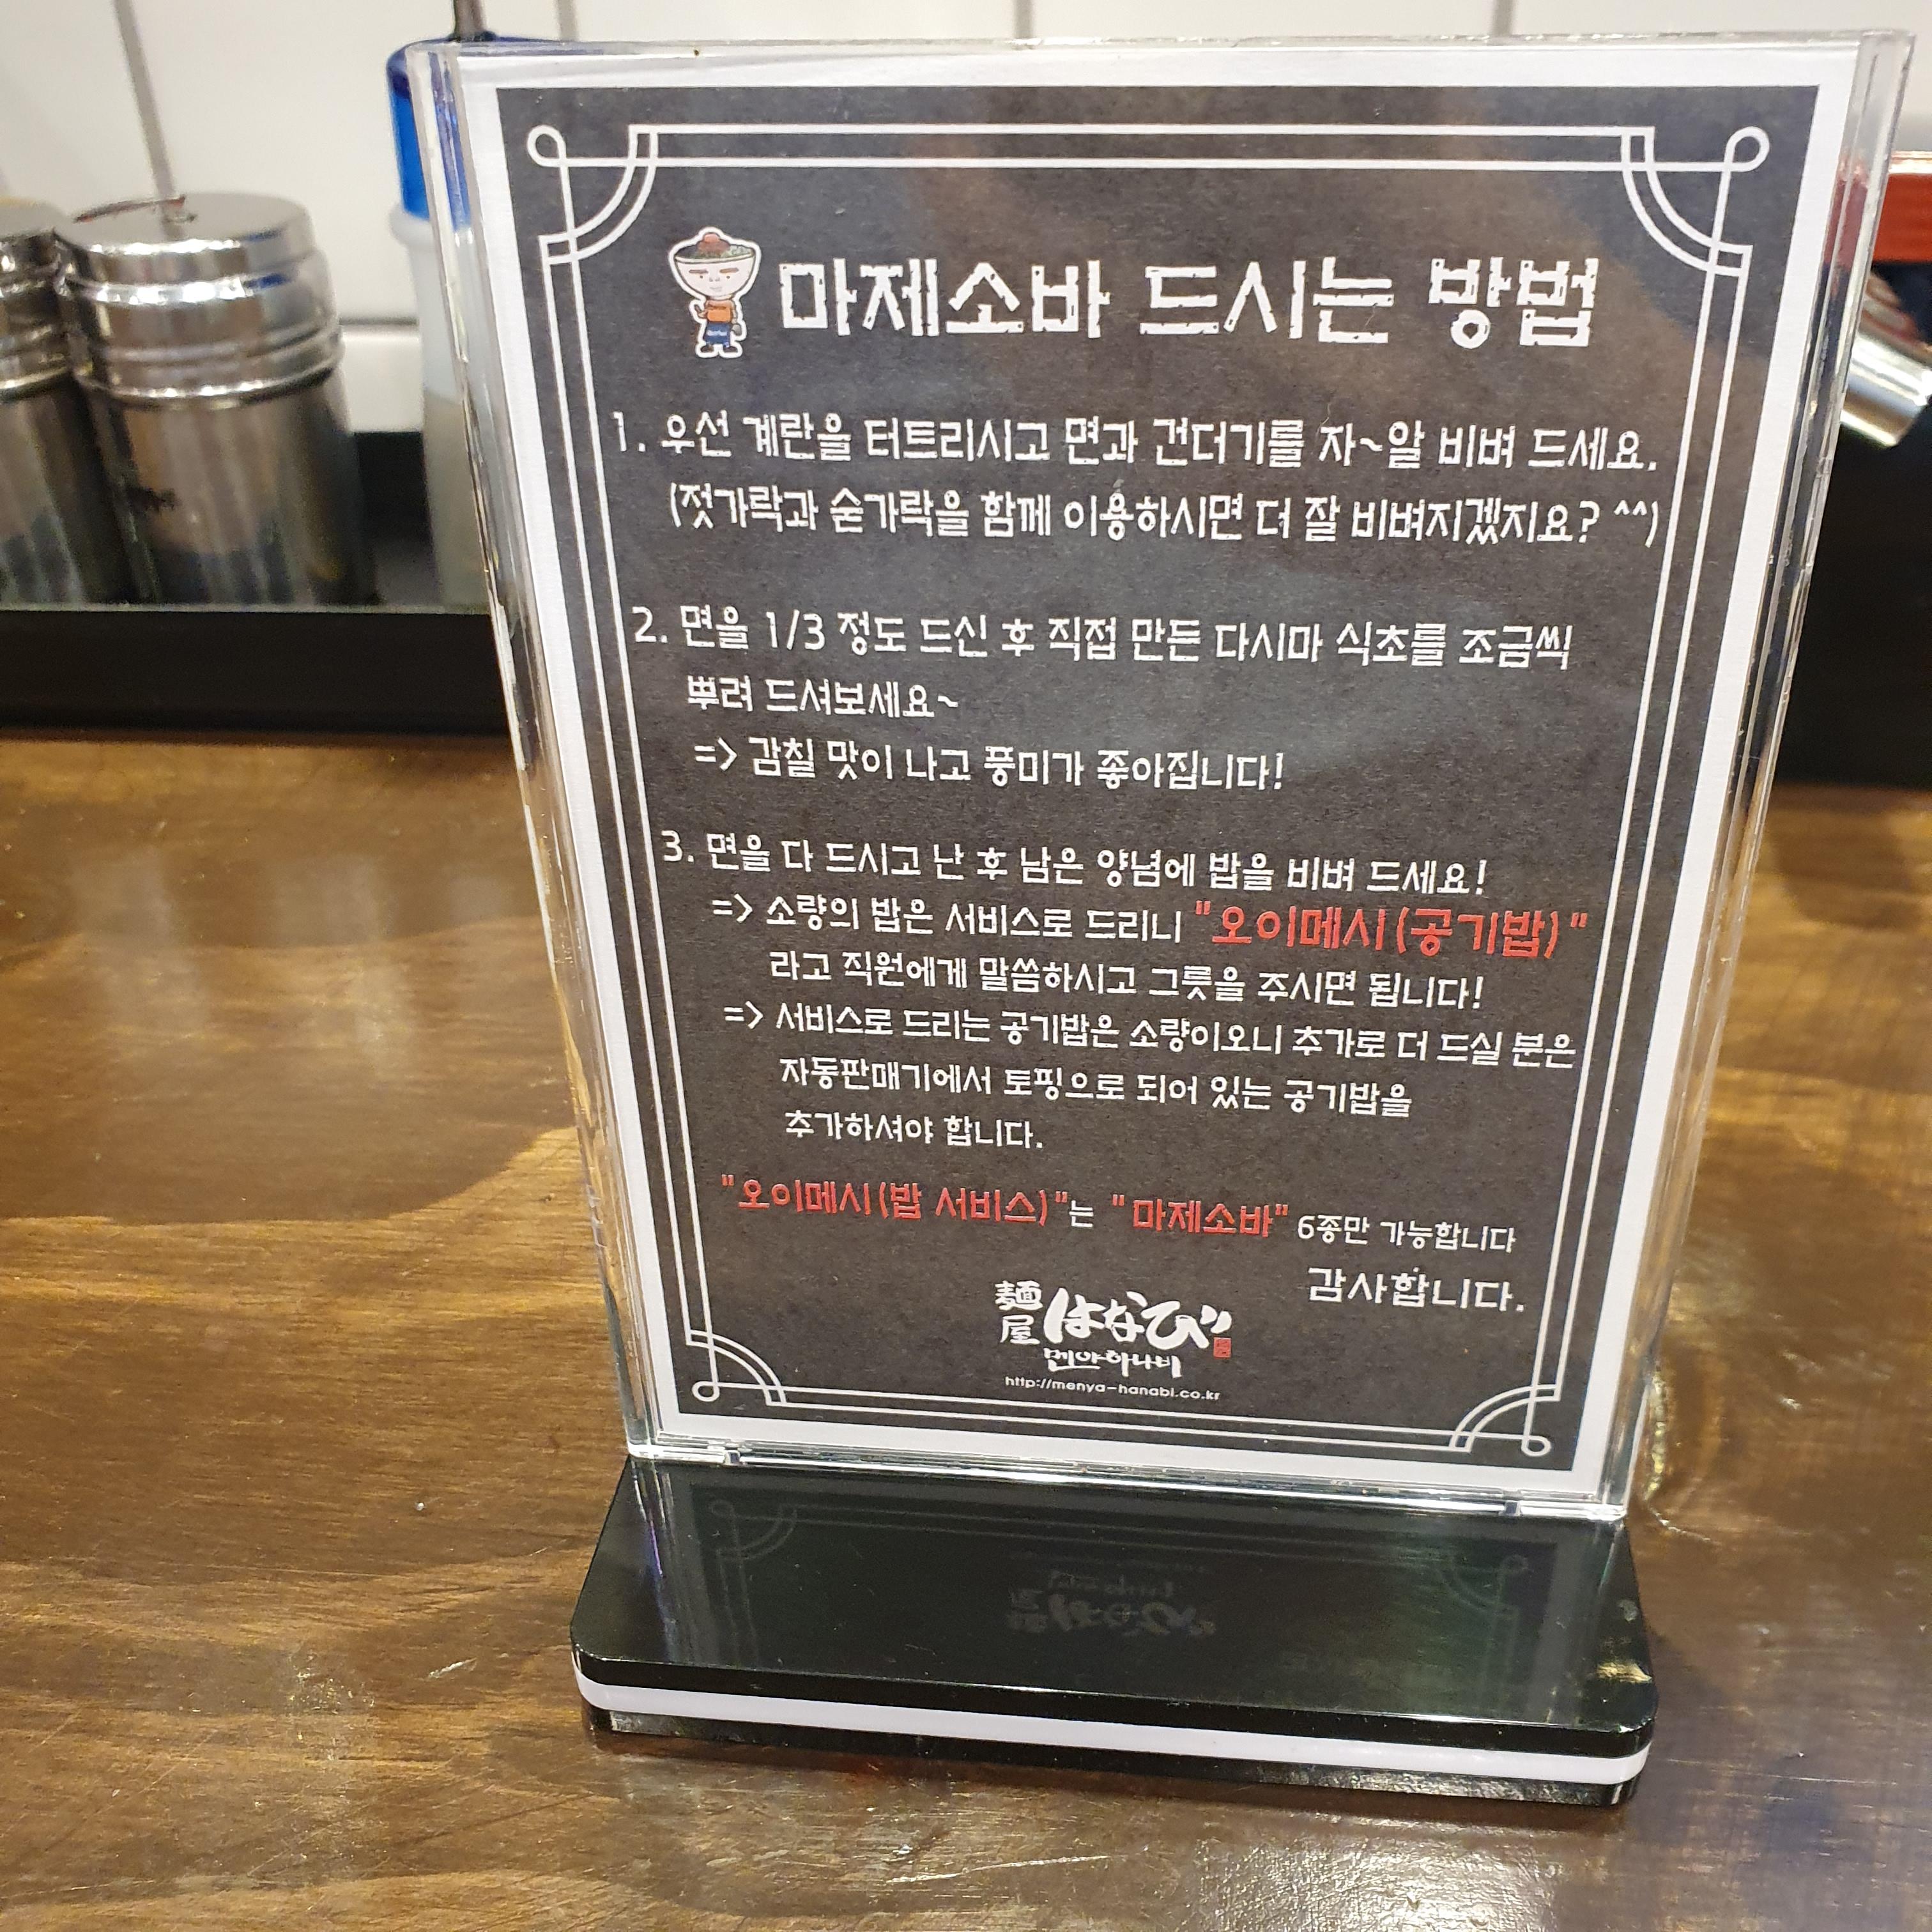 마제소바 드시는 방법
1. 우선 계란을 터트리시고 면과 건더기를 자~알 비벼 드세요.
(젓가락과 숟가락을 함께 이용하시면 더 잘 비벼지겠지요? ^^)
2. 면을 1/3 정도 드신 후 직접 만든 다시마 식초를 조금씩
뿌려 드셔보세요~
=> 감칠 맛이 나고 풍미가 좋아집니다!
3. 면을 다 드시고 난 후 남은 양념에 밥을 비벼 드세요!
=> 소량의 밥은 서비스로 드리니 "오이메시(공기밥)"
라고 직원에게 말씀하시고 그릇을 주시면 됩니다!
=> 서비스로 드리는 공기밥은 소량이오니 추가로 더 드실 분은
자동판매기에서 토핑으로 되어 있는 공기밥을
추가하셔야 합니다.
"오이메시(밥 서비스)"는 "마제소바" 6종만 가능합니다
감사합니다.
麺屋 はなび
멘야하나비
http://menya-hanabi.co.kr